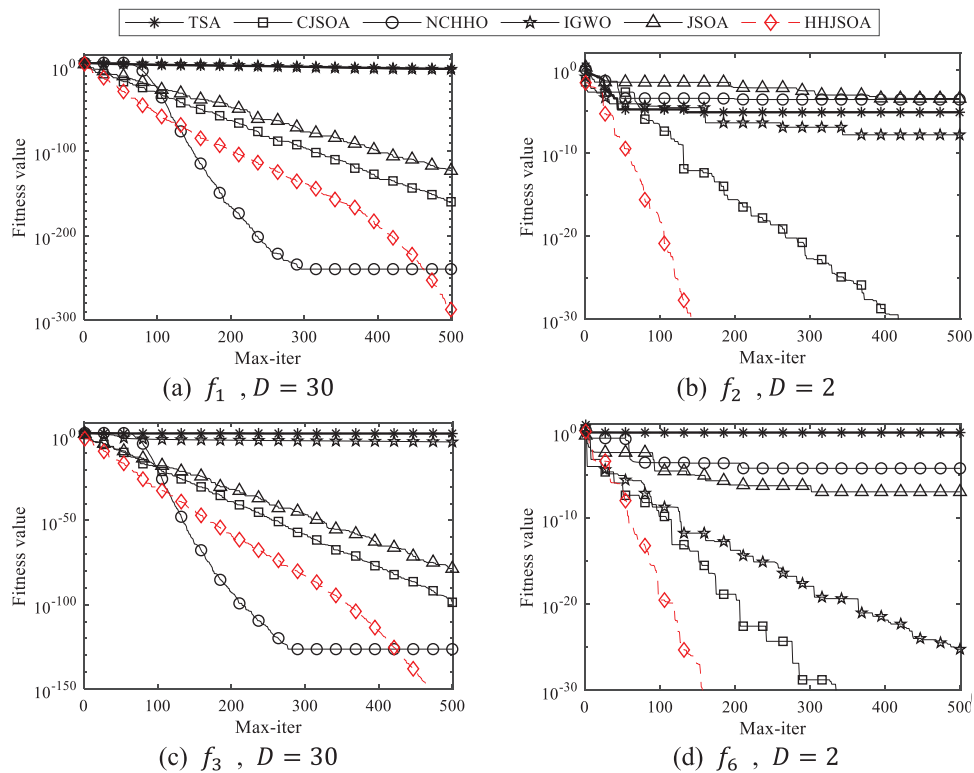 TSA CJSOA NCHHO IGWO JSOA HHJSOA
Fitness value
10^0
10^-100
10^-200
10^-300
0 100 200 300 400 500
Max-iter
(a) f_1 , D = 30
Fitness value
10^0
10^-10
10^-20
10^-30
0 100 200 300 400 500
Max-iter
(b) f_2 , D = 2
Fitness value
10^0
10^-50
10^-100
10^-150
0 100 200 300 400 500
Max-iter
(c) f_3 , D = 30
Fitness value
10^0
10^-10
10^-20
10^-30
0 100 200 300 400 500
Max-iter
(d) f_6 , D = 2